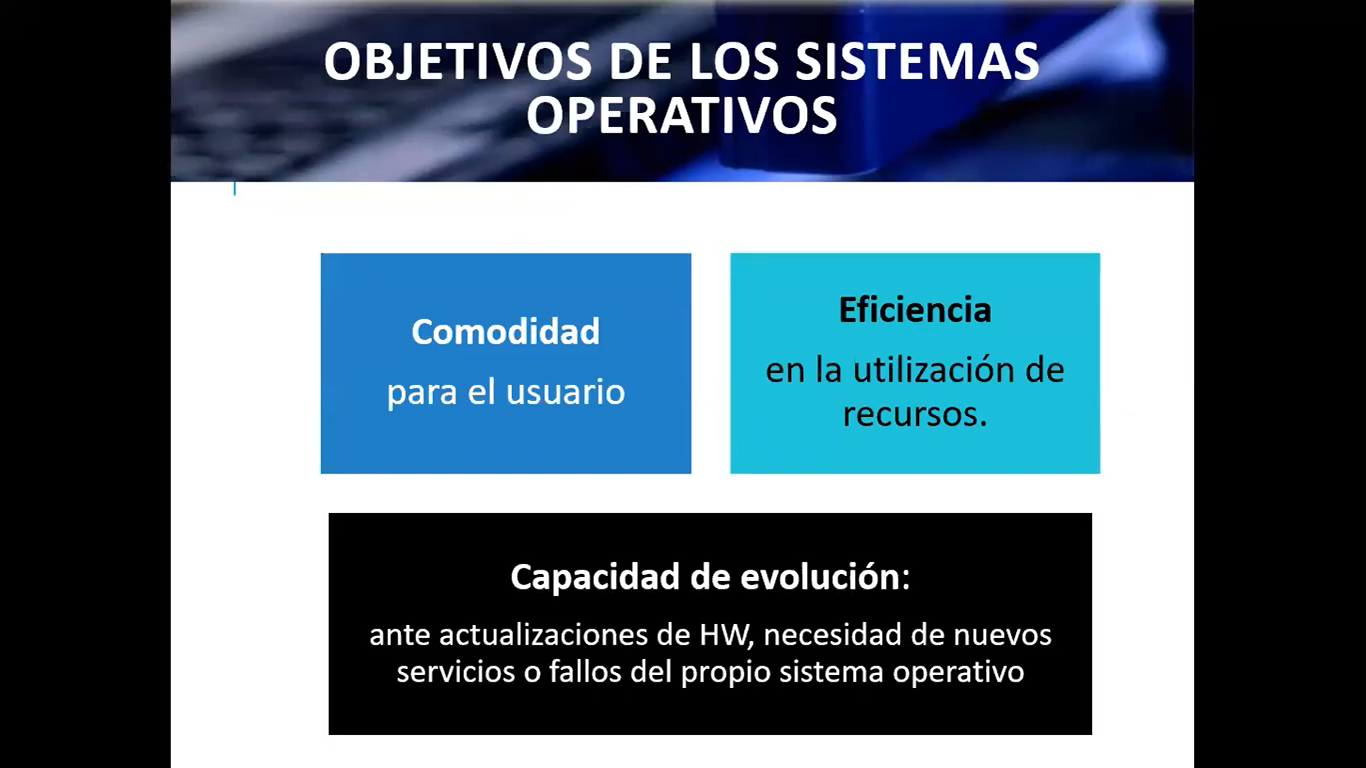 OBJETIVOS DE LOS SISTEMAS
OPERATIVOS
Comodidad
para el usuario
Eficiencia
en la utilización de
recursos.
Capacidad de evolución:
ante actualizaciones de HW, necesidad de nuevos
servicios o fallos del propio sistema operativo